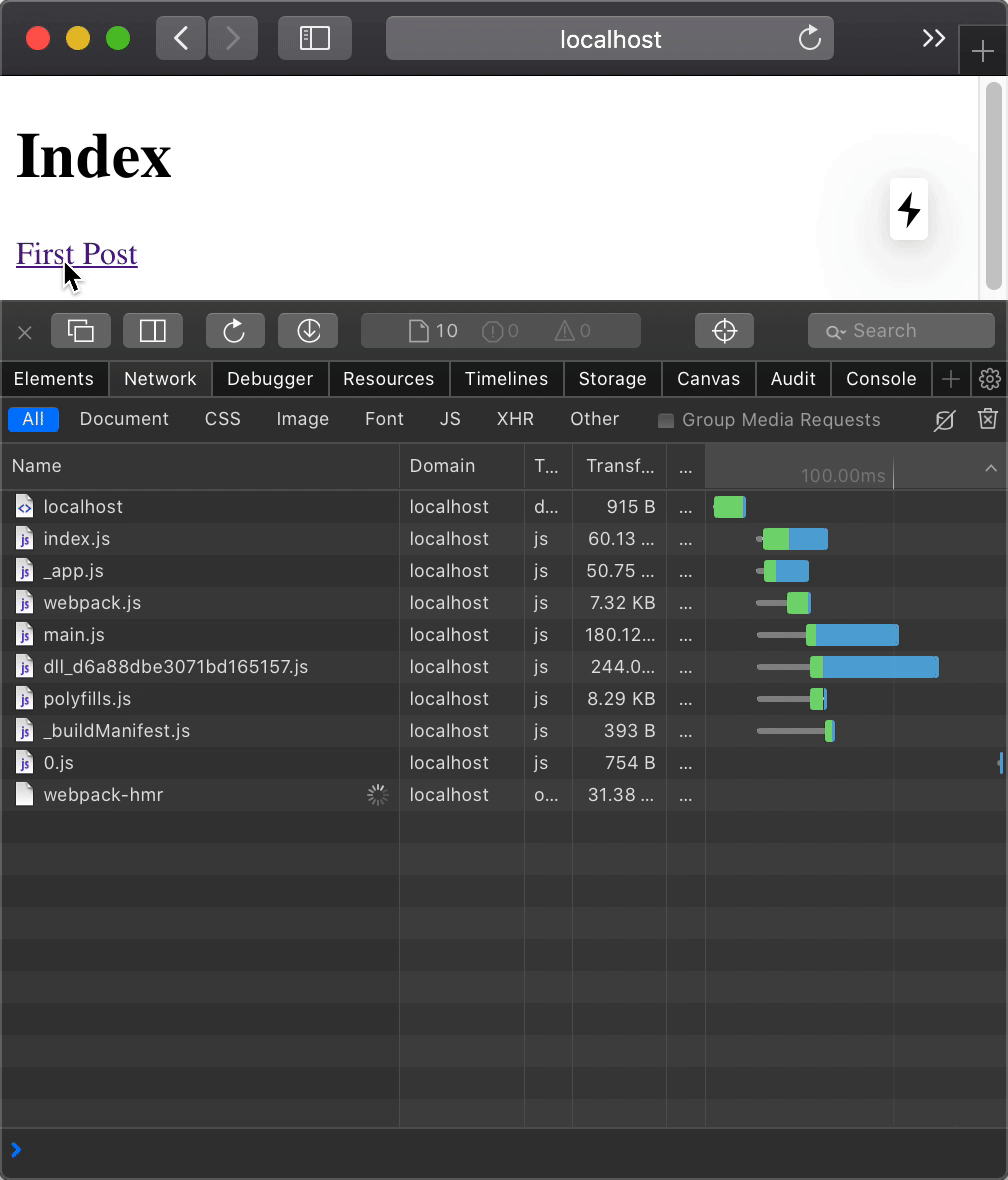 localhost
Index
First Post
10 0 0 Search
Elements Network Debugger Resources Timelines Storage Canvas Audit Console
All Document CSS Image Font JS XHR Other Group Media Requests
Name Domain T... Transf... ... 100.00ms
localhost localhost d... 915 B ...
index.js localhost js 60.13 ... ...
_app.js localhost js 50.75 ... ...
webpack.js localhost js 7.32 KB ...
main.js localhost js 180.12... ...
dll_d6a88dbe3071bd165157.js localhost js 244.0... ...
polyfills.js localhost js 8.29 KB ...
_buildManifest.js localhost js 393 B ...
0.js localhost js 754 B ...
webpack-hmr localhost o... 31.38 ... ...